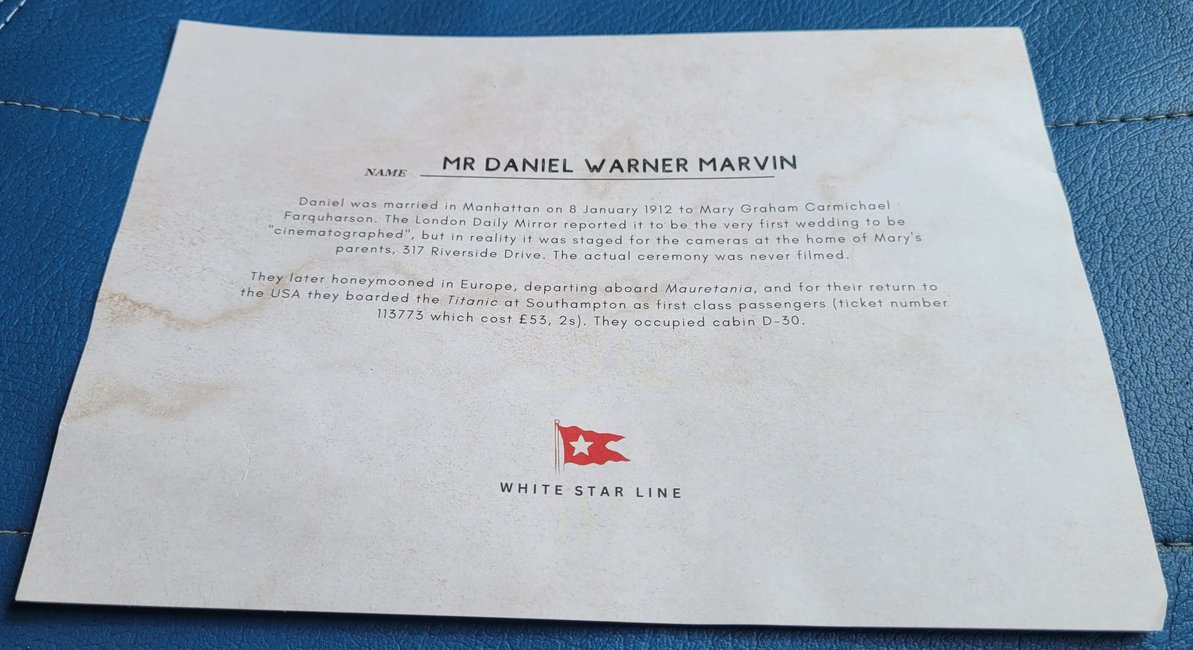 NAME MR DANIEL WARNER MARVIN
Daniel was married in Manhattan on 8 January 1912 to Mary Graham Carmichael
Farquharson. The London Daily Mirror reported it to be the very first wedding to be
"cinematographed", but in reality it was staged for the cameras at the home of Mary's
parents, 317 Riverside Drive. The actual ceremony was never filmed.
They later honeymooned in Europe, departing aboard Mauretania, and for their return to
the USA they boarded the Titanic at Southampton as first class passengers (ticket number
113773 which cost £53, 2s). They occupied cabin D-30.
WHITE STAR LINE